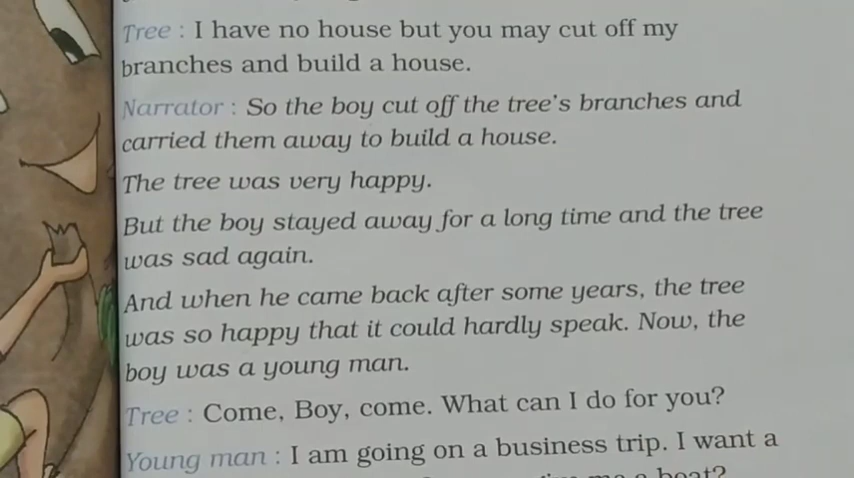 Tree : I have no house but you may cut off my
branches and build a house.
Narrator : So the boy cut off the tree's branches and
carried them away to build a house.
The tree was very happy.
But the boy stayed away for a long time and the tree
was sad again.
And when he came back after some years, the tree
was so happy that it could hardly speak. Now, the
boy was a young man.
Tree : Come, Boy, come. What can I do for you?
Young man : I am going on a business trip. I want a
me a boat?